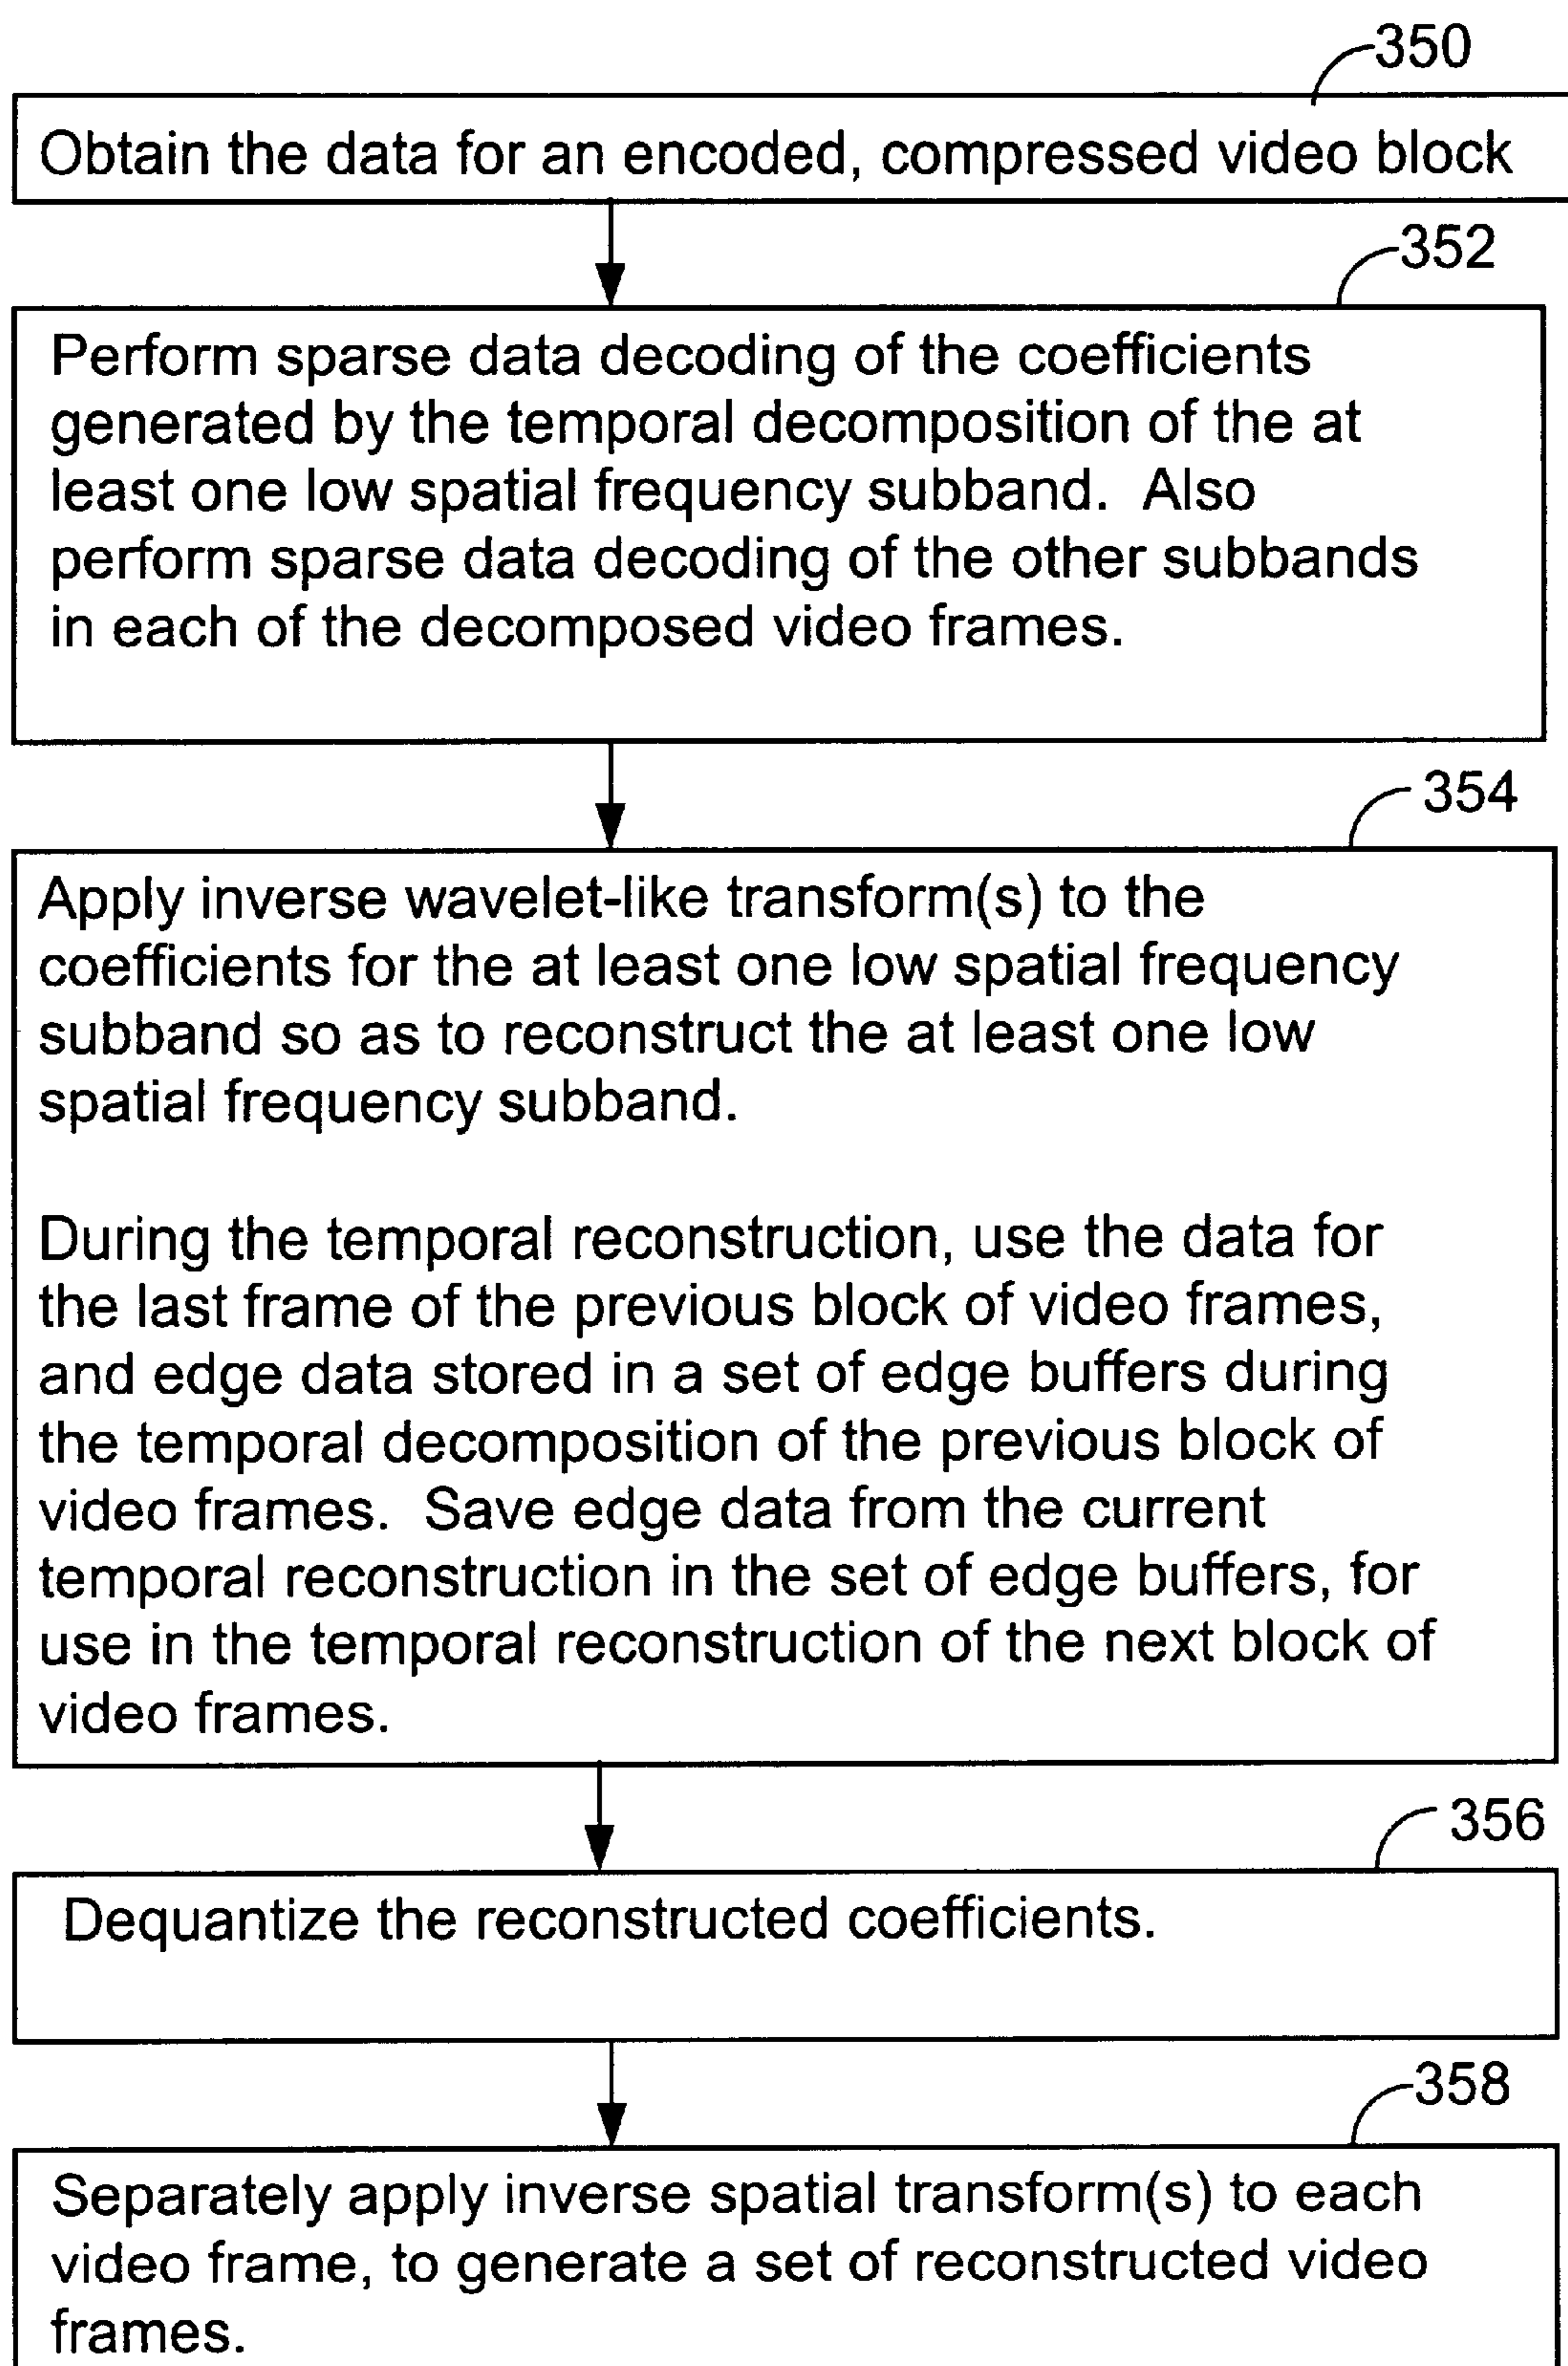 350
Obtain the data for an encoded, compressed video block
352
Perform sparse data decoding of the coefficients
generated by the temporal decomposition of the at
least one low spatial frequency subband.  Also
perform sparse data decoding of the other subbands
in each of the decomposed video frames.
354
Apply inverse wavelet-like transform(s) to the
coefficients for the at least one low spatial frequency
subband so as to reconstruct the at least one low
spatial frequency subband.
During the temporal reconstruction, use the data for
the last frame of the previous block of video frames,
and edge data stored in a set of edge buffers during
the temporal decomposition of the previous block of
video frames.  Save edge data from the current
temporal reconstruction in the set of edge buffers, for
use in the temporal reconstruction of the next block of
video frames.
356
Dequantize the reconstructed coefficients.
358
Separately apply inverse spatial transform(s) to each
video frame, to generate a set of reconstructed video
frames.